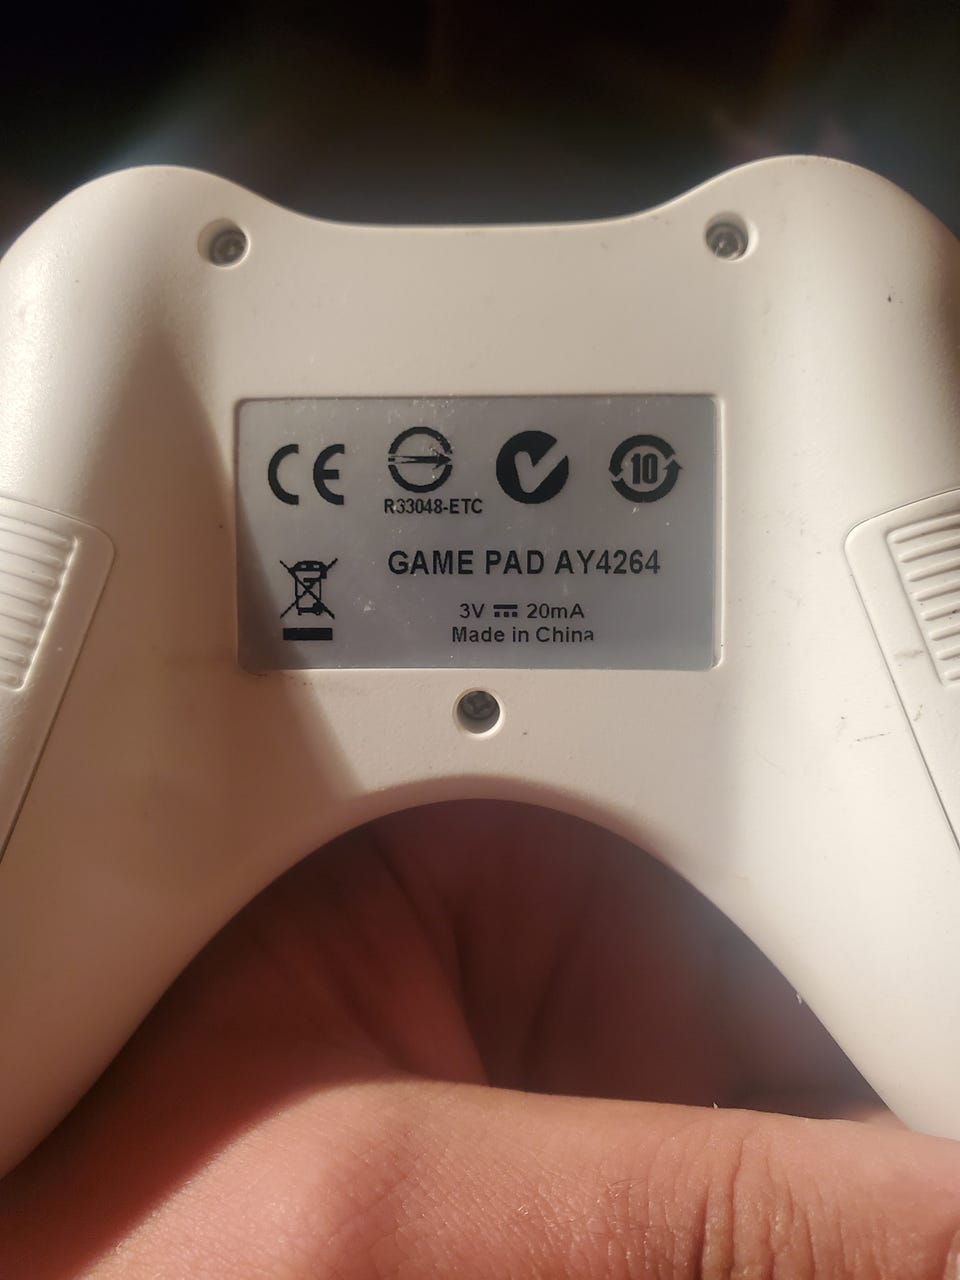 CE
R33048-ETC
10
GAME PAD AY4264
3V ⎓ 20mA
Made in China